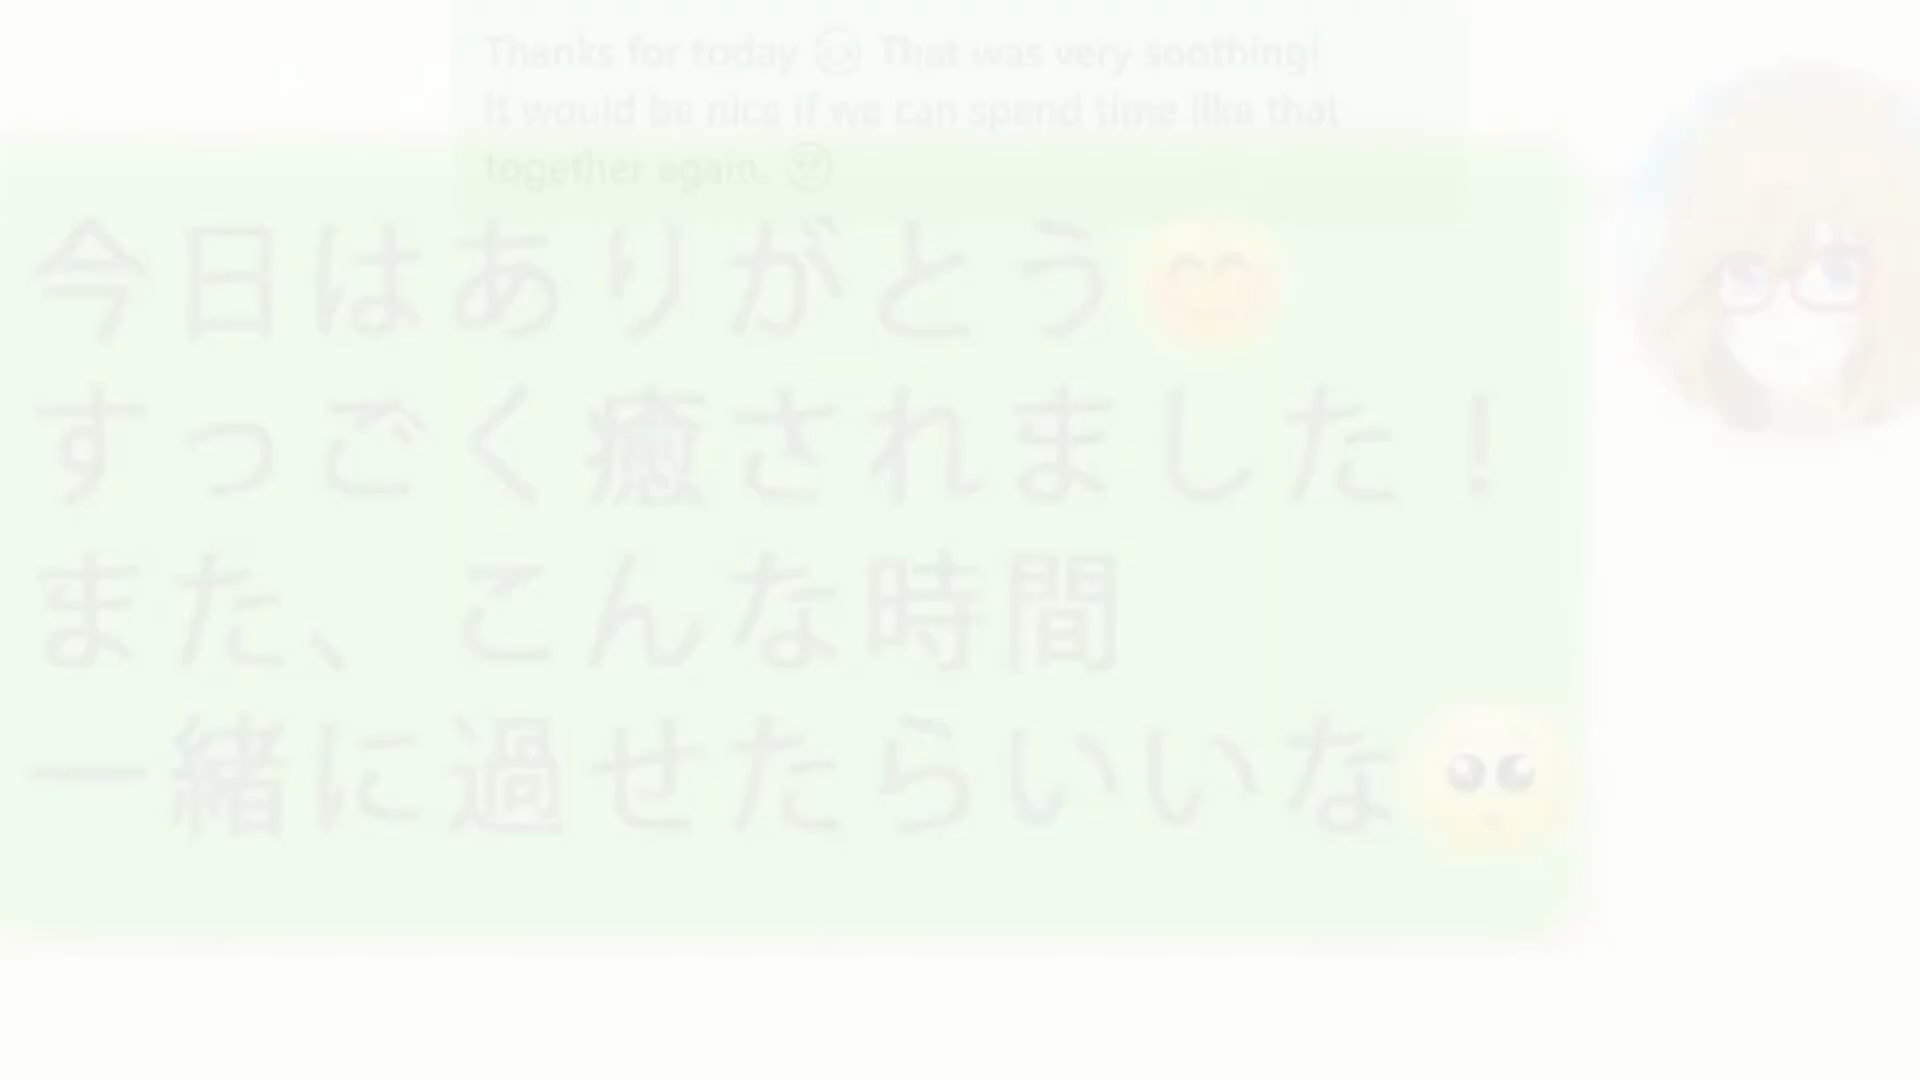 Thanks for today 😊 That was very soothing!
It would be nice if we can spend time like that
together again. 🥺
今日はありがとう😊
すっごく癒されました！
また、こんな時間
一緒に過せたらいいな🥺